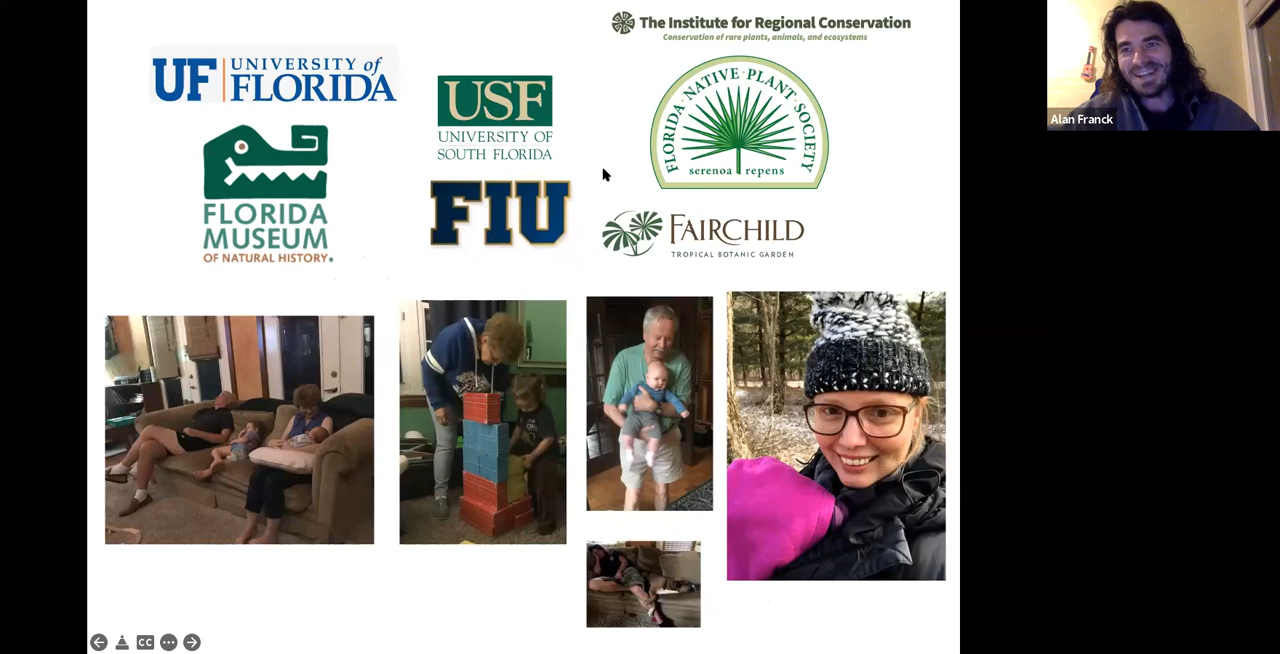 The Institute for Regional Conservation
Conservation of rare plants, animals, and ecosystems
UF UNIVERSITY of
FLORIDA
USF
UNIVERSITY OF
SOUTH FLORIDA
FLORIDA NATIVE PLANT SOCIETY
serenoa repens
FLORIDA
MUSEUM
OF NATURAL HISTORY.
FIU
FAIRCHILD
TROPICAL BOTANIC GARDEN
Alan Franck
CC